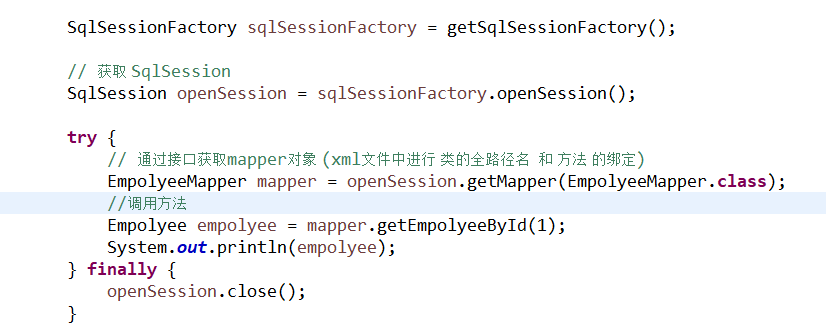 SqlSessionFactory sqlSessionFactory = getSqlSessionFactory();
// 获取 SqlSession
SqlSession openSession = sqlSessionFactory.openSession();
try {
// 通过接口获取mapper对象 (xml文件中进行 类的全路径名  和 方法 的绑定)
EmpolyeeMapper mapper = openSession.getMapper(EmpolyeeMapper.class);
//调用方法
Empolyee empolyee = mapper.getEmpolyeeById(1);
System.out.println(empolyee);
} finally {
openSession.close();
}